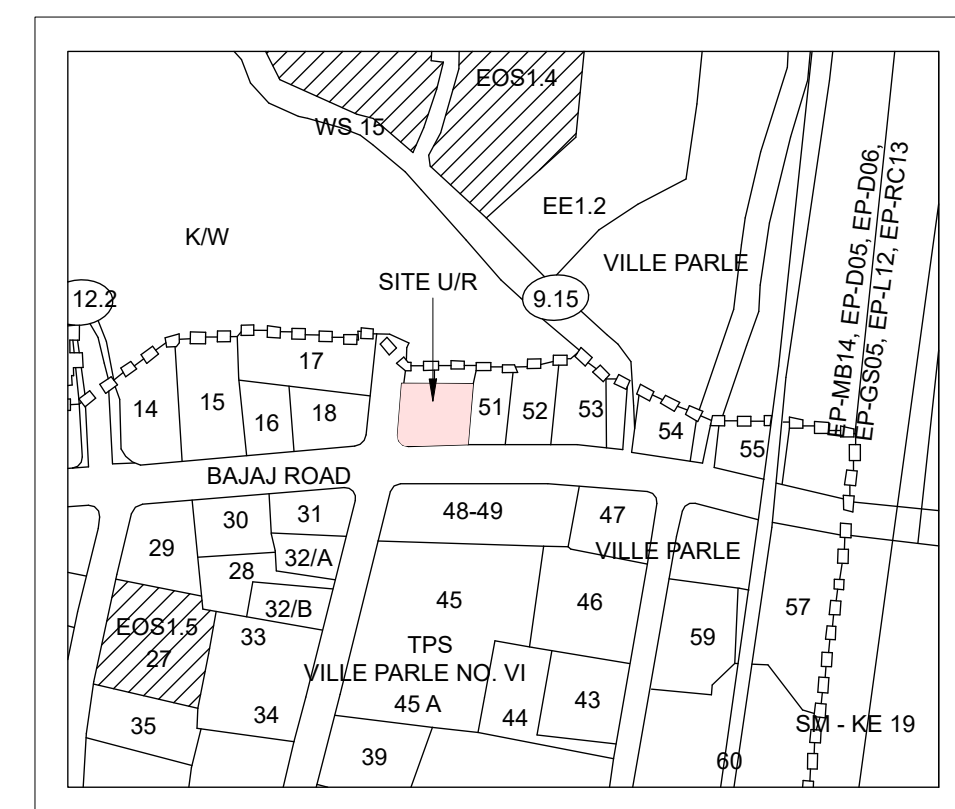 EOS1.4
WS 15
EE1.2
K/W
VILLE PARLE
SITE U/R
12.2
9.15
EP-MB14, EP-D05, EP-D06,
EP-GS05, EP-L12, EP-RC13
17
14
15
16
18
51
52
53
54
55
BAJAJ ROAD
48-49
47
31
30
29
32/A
VILLE PARLE
28
45
46
57
32/B
EOS1.5
27
33
TPS
59
VILLE PARLE NO. VI
45 A
43
44
34
35
SM - KE 19
39
60